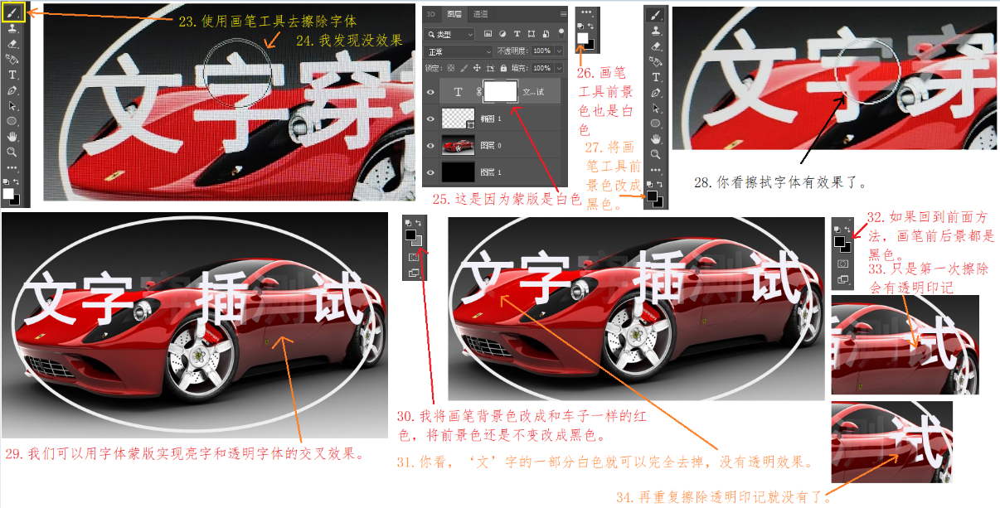 23.使用画笔工具去擦除字体
24.我发现没效果
文字穿
3D 图层 通道
类型
正常 不透明度: 100%
锁定: 填充: 100%
T 文...试
椭圆 1
图层 0
图层 1
25.这是因为蒙版是白色
26.画笔
工具前景
色也是白
色
27.将画
笔工具前
景色改成
黑色。
文字
28.你看擦拭字体有效果了。
文字穿插测试
29.我们可以用字体蒙版实现亮字和透明字体的交叉效果。
文字穿插测试
30.我将画笔背景色改成和车子一样的红
色，将前景色还是不变改成黑色。
31.你看，‘文’字的一部分白色就可以完全去掉，没有透明效果。
32.如果回到前面方
法，画笔前后景都是
黑色。
33.只是第一次擦除
会有透明印记
试
34.再重复擦除透明印记就没有了。